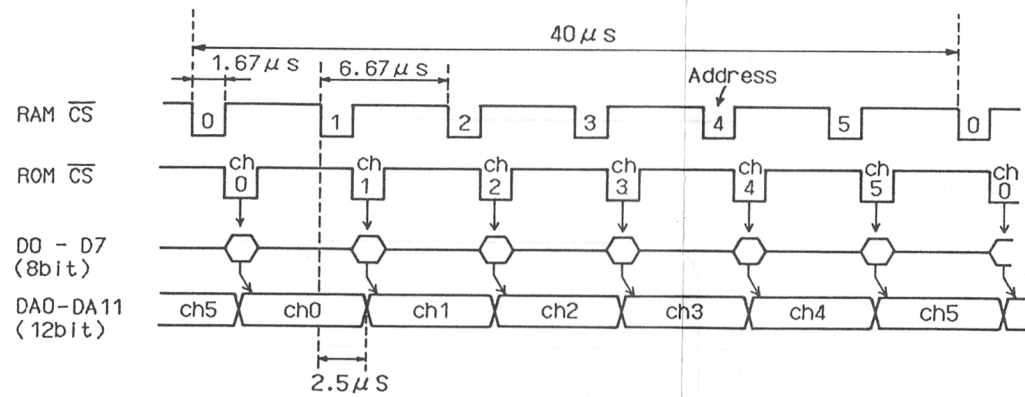 40μs
1.67μs 6.67μs
Address
RAM C̅S̅ 0 1 2 3 4 5 0
ROM C̅S̅ ch 0 ch 1 ch 2 ch 3 ch 4 ch 5 ch 0
D0 - D7
(8bit)
DA0-DA11 ch5 ch0 ch1 ch2 ch3 ch4 ch5
(12bit)
2.5μs